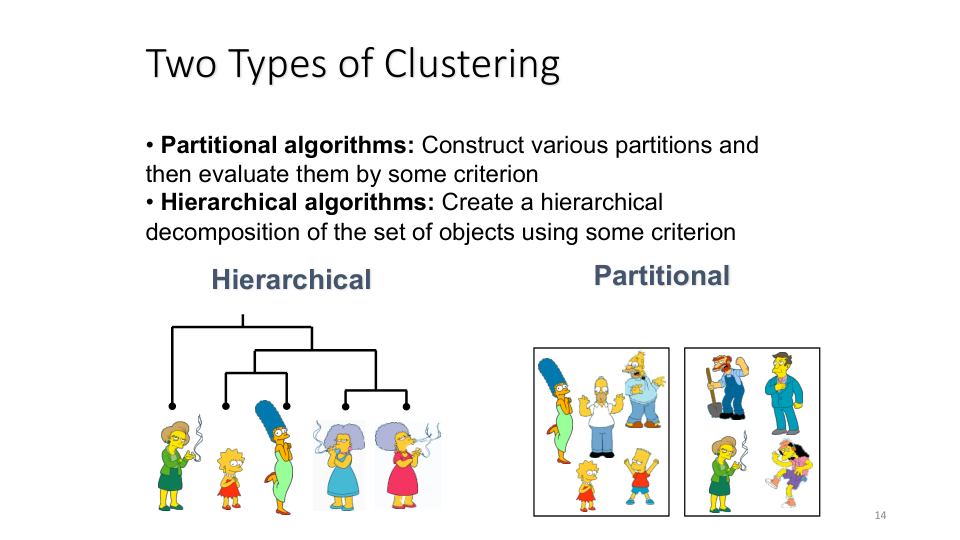 Two Types of Clustering
• Partitional algorithms: Construct various partitions and
then evaluate them by some criterion
• Hierarchical algorithms: Create a hierarchical
decomposition of the set of objects using some criterion
Hierarchical
Partitional
14